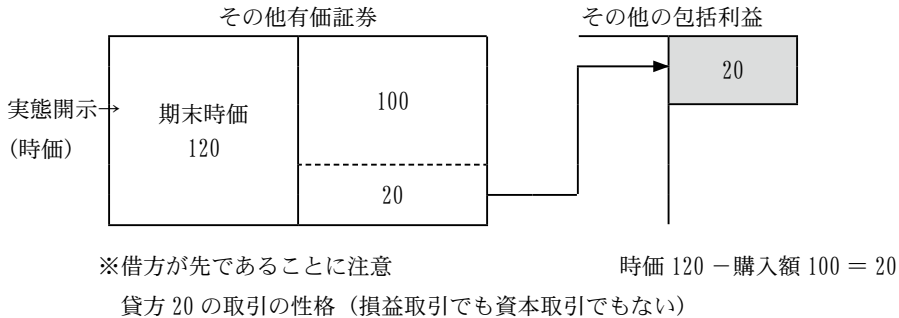 その他有価証券
その他の包括利益
実態開示→
(時価)
期末時価
120
100
20
20
※借方が先であることに注意
時価 120 －購入額 100 ＝ 20
貸方 20 の取引の性格（損益取引でも資本取引でもない）